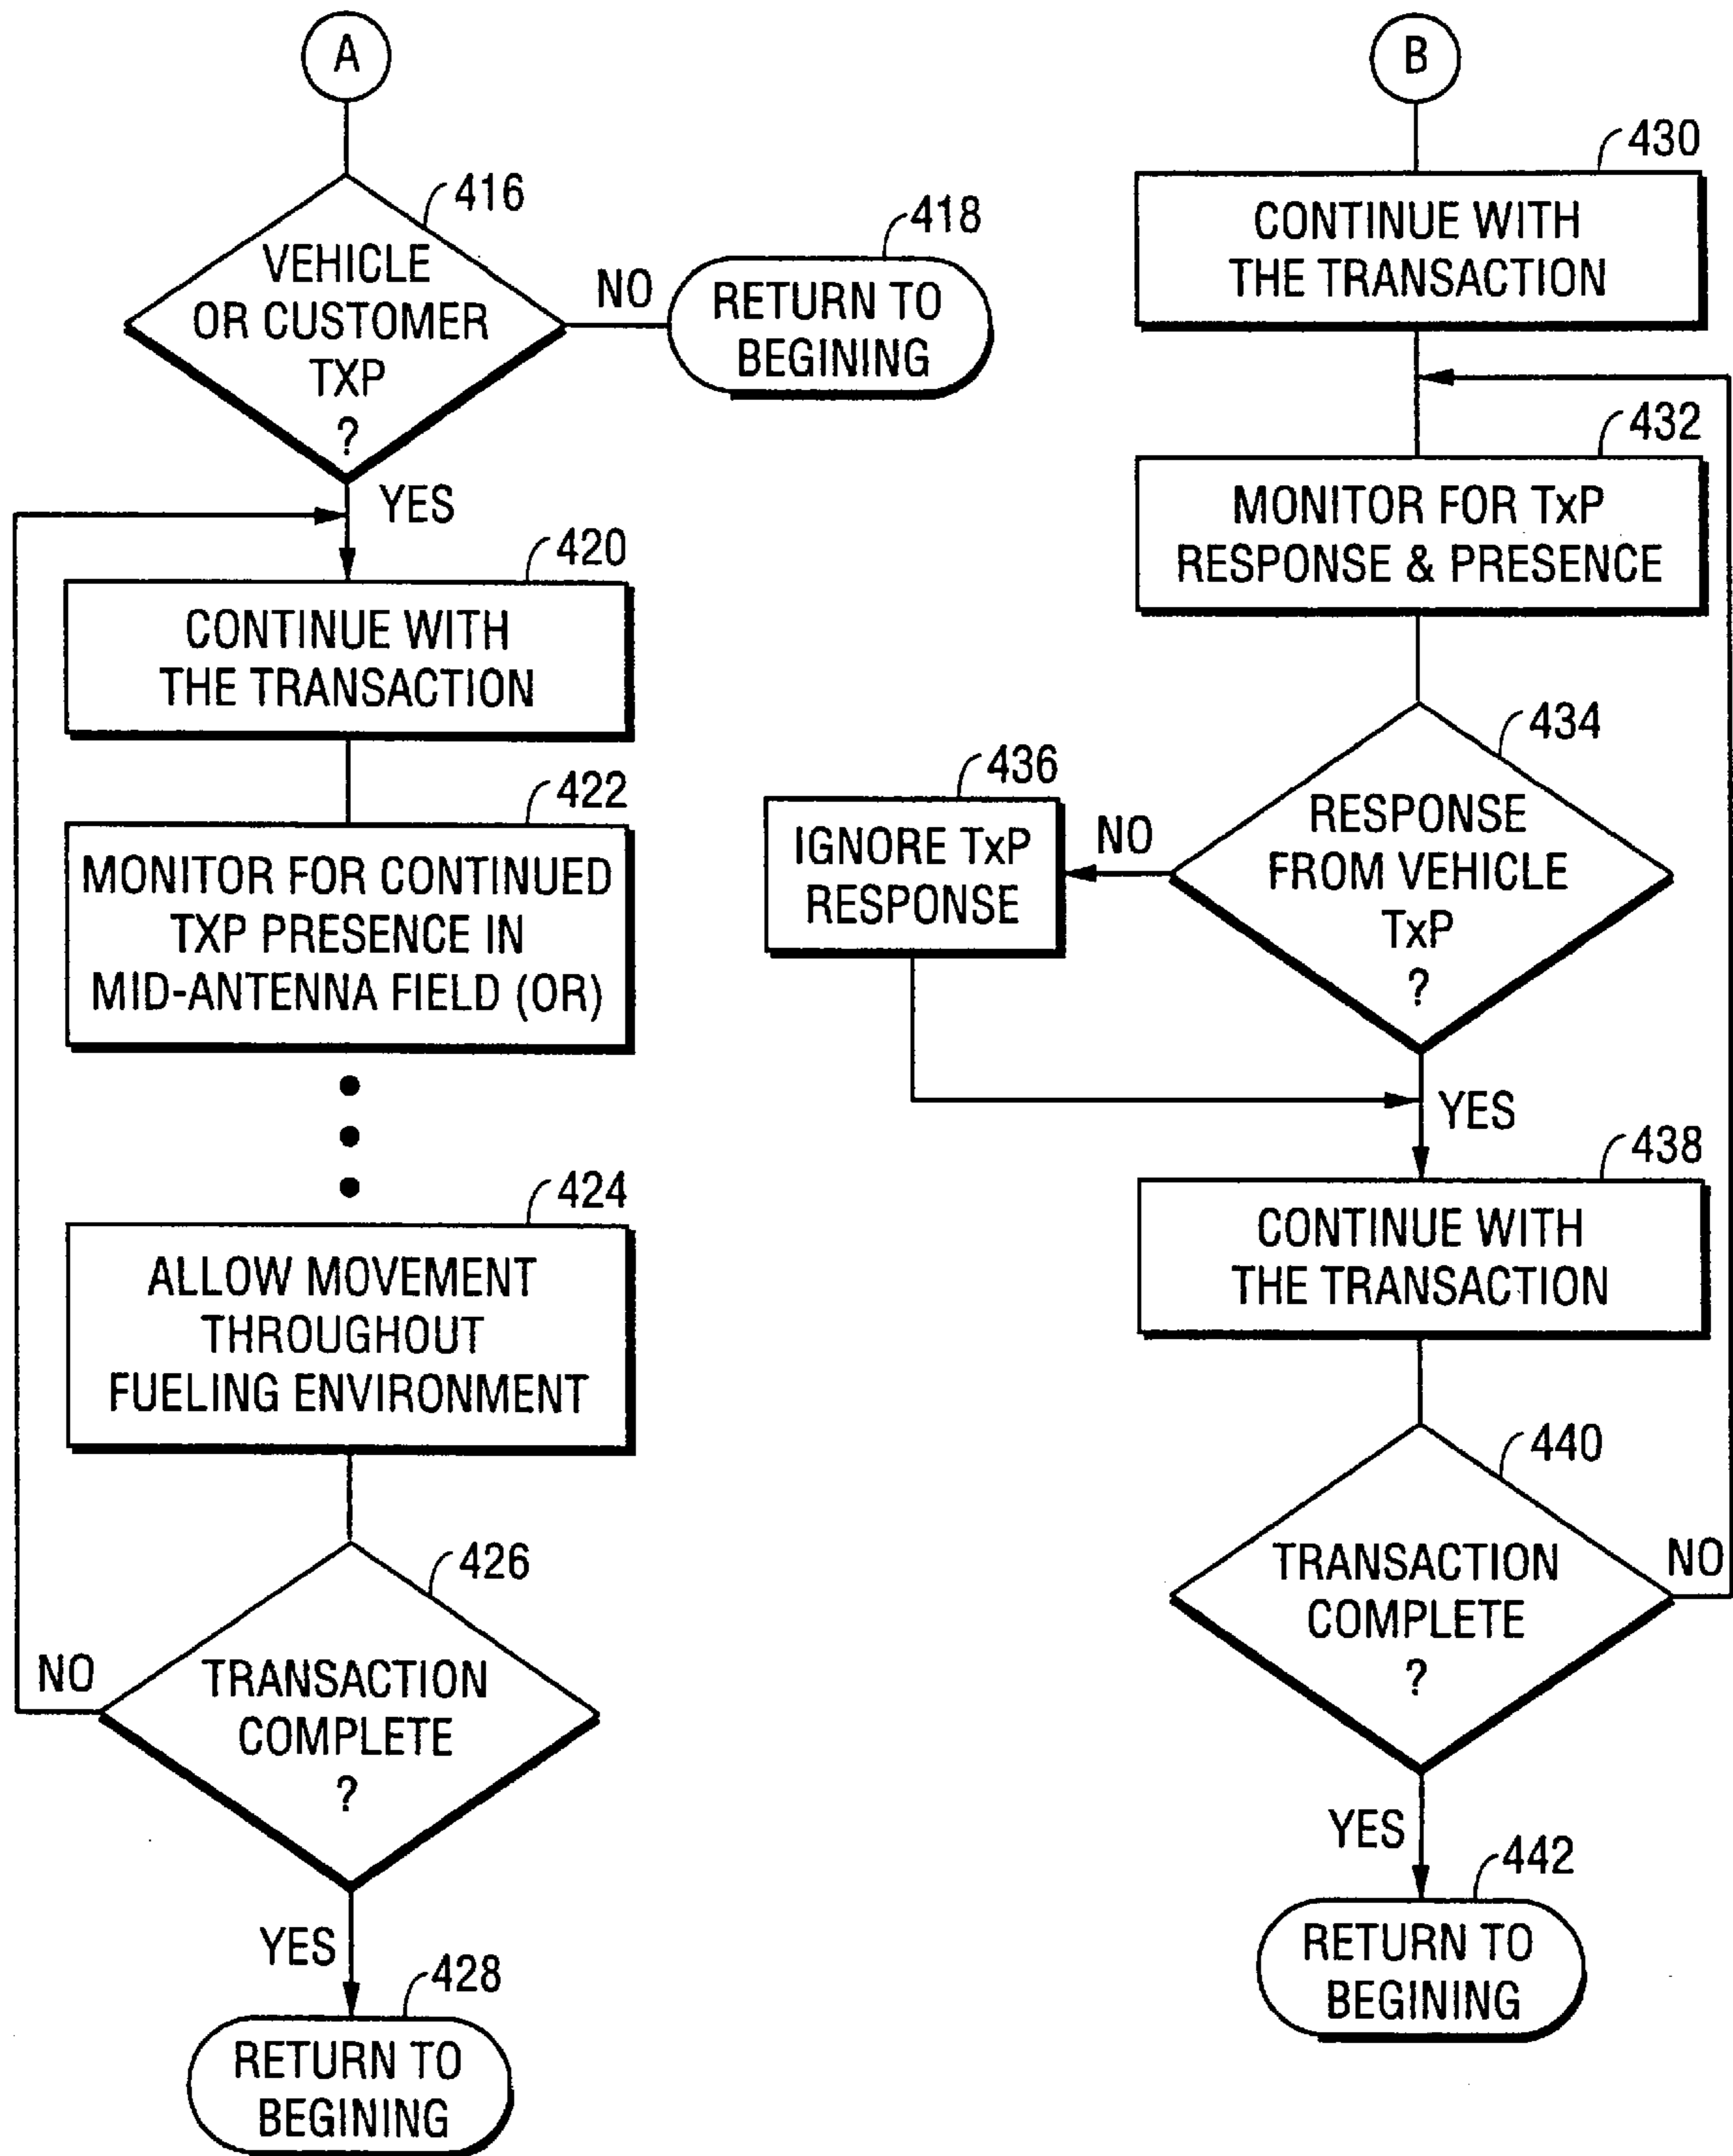 A
416
VEHICLE
OR CUSTOMER
TXP
?
NO
418
RETURN TO
BEGINING
YES
420
CONTINUE WITH
THE TRANSACTION
422
MONITOR FOR CONTINUED
TXP PRESENCE IN
MID-ANTENNA FIELD (OR)
424
ALLOW MOVEMENT
THROUGHOUT
FUELING ENVIRONMENT
426
TRANSACTION
COMPLETE
?
NO
YES
428
RETURN TO
BEGINING
B
430
CONTINUE WITH
THE TRANSACTION
432
MONITOR FOR TxP
RESPONSE & PRESENCE
434
RESPONSE
FROM VEHICLE
TxP
?
NO
436
IGNORE TxP
RESPONSE
YES
438
CONTINUE WITH
THE TRANSACTION
440
TRANSACTION
COMPLETE
?
NO
YES
442
RETURN TO
BEGINING